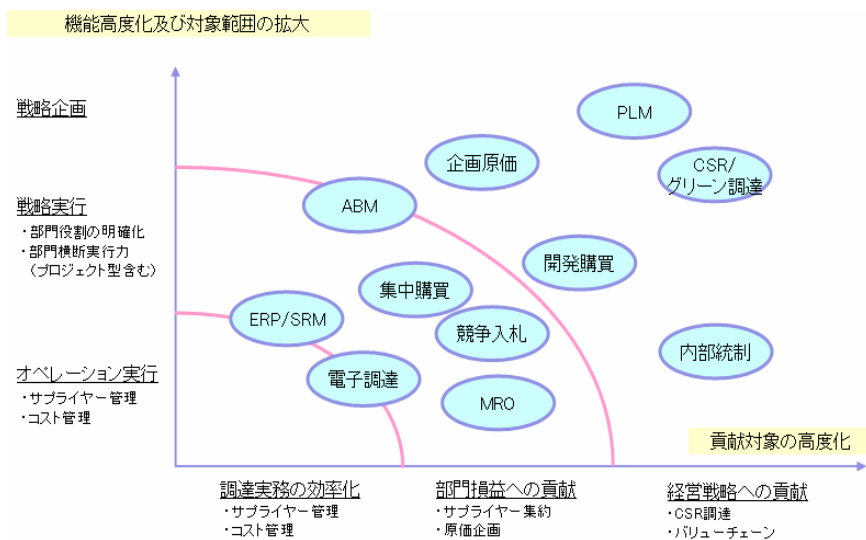 機能高度化及び対象範囲の拡大
戦略企画
PLM
企画原価
CSR/
グリーン調達
戦略実行
・部門役割の明確化
・部門横断実行力
(プロジェクト型含む)
ABM
開発購買
集中購買
ERP/SRM
競争入札
内部統制
オペレーション実行
・サプライヤー管理
・コスト管理
電子調達
MRO
貢献対象の高度化
調達実務の効率化
・サプライヤー管理
・コスト管理
部門損益への貢献
・サプライヤー集約
・原価企画
経営戦略への貢献
・CSR調達
・バリューチェーン